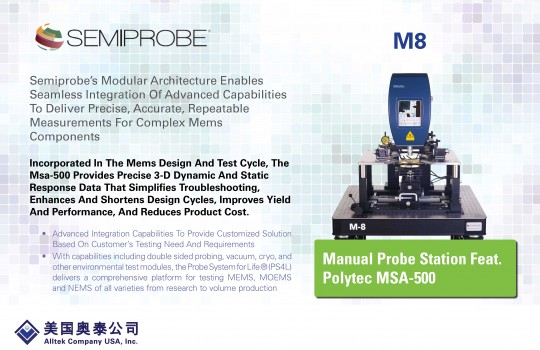 SEMIPROBE
M8
Semiprobe's Modular Architecture Enables
Seamless Integration Of Advanced Capabilities
To Deliver Precise, Accurate, Repeatable
Measurements For Complex Mems
Components
Incorporated In The Mems Design And Test Cycle, The
Msa-500 Provides Precise 3-D Dynamic And Static
Response Data That Simplifies Troubleshooting,
Enhances And Shortens Design Cycles, Improves Yield
And Performance, And Reduces Product Cost.
• Advanced Integration Capabilities To Provide Customized Solution
Based On Customer's Testing Need And Requirements
• With capabilities including double sided probing, vacuum, cryo, and
other environmental test modules, the Probe System for Life® (PS4L)
delivers a comprehensive platform for testing MEMS, MOEMS
and NEMS of all varieties from research to volume production
M-8
Manual Probe Station Feat.
Polytec MSA-500
美国奥泰公司
Alltek Company USA, Inc.